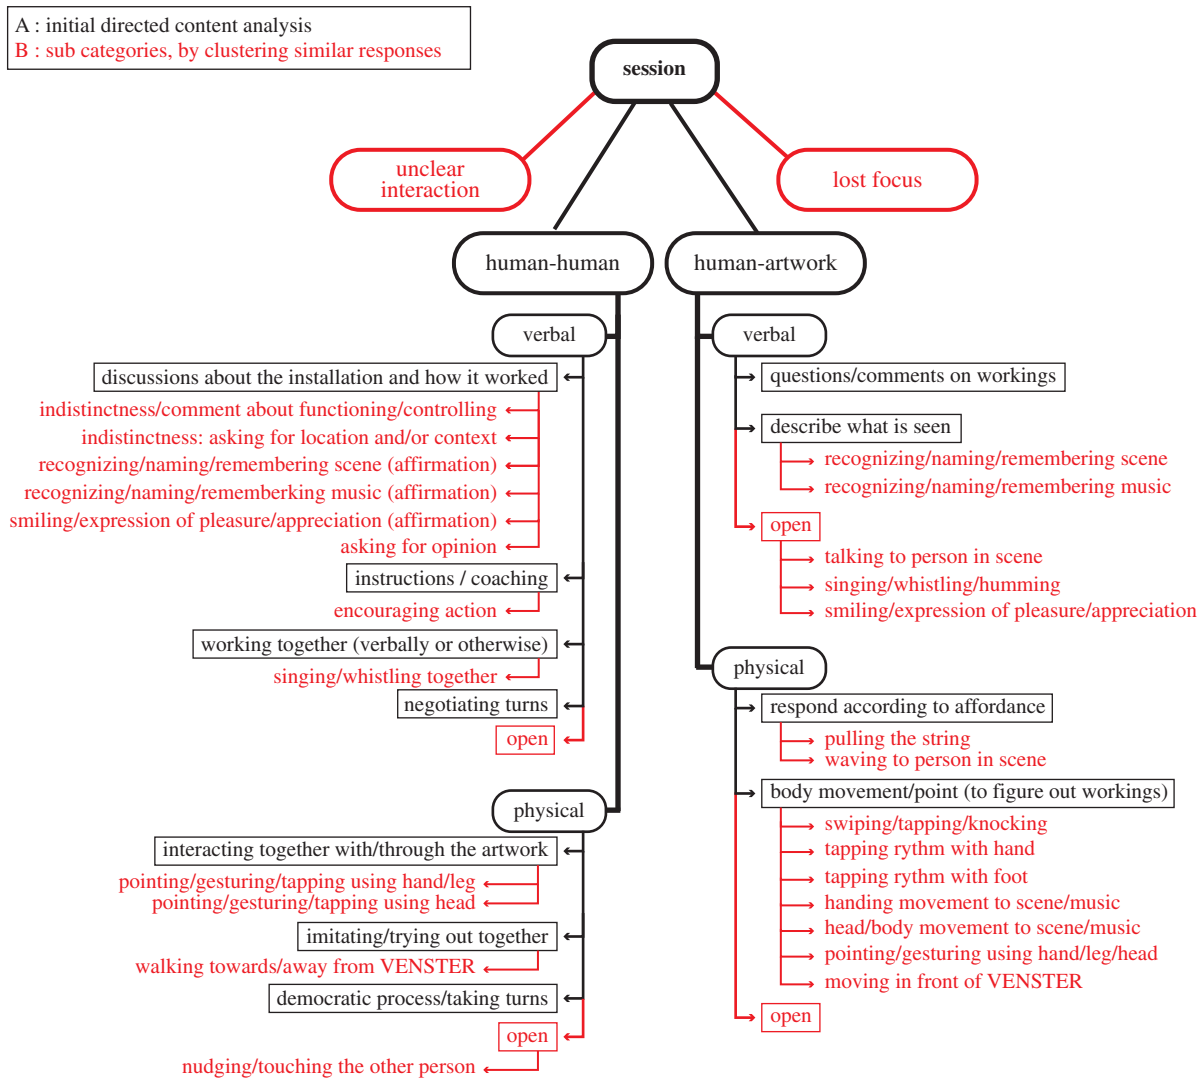 A : initial directed content analysis
B : sub categories, by clustering similar responses
session
unclear
interaction
lost focus
human-human
human-artwork
verbal
discussions about the installation and how it worked
indistinctness/comment about functioning/controlling
indistinctness: asking for location and/or context
recognizing/naming/remembering scene (affirmation)
recognizing/naming/rememberking music (affirmation)
smiling/expression of pleasure/appreciation (affirmation)
asking for opinion
instructions / coaching
encouraging action
working together (verbally or otherwise)
singing/whistling together
negotiating turns
open
physical
interacting together with/through the artwork
pointing/gesturing/tapping using hand/leg
pointing/gesturing/tapping using head
imitating/trying out together
walking towards/away from VENSTER
democratic process/taking turns
open
nudging/touching the other person
verbal
questions/comments on workings
describe what is seen
recognizing/naming/remembering scene
recognizing/naming/remembering music
open
talking to person in scene
singing/whistling/humming
smiling/expression of pleasure/appreciation
physical
respond according to affordance
pulling the string
waving to person in scene
body movement/point (to figure out workings)
swiping/tapping/knocking
tapping rythm with hand
tapping rythm with foot
handing movement to scene/music
head/body movement to scene/music
pointing/gesturing using hand/leg/head
moving in front of VENSTER
open